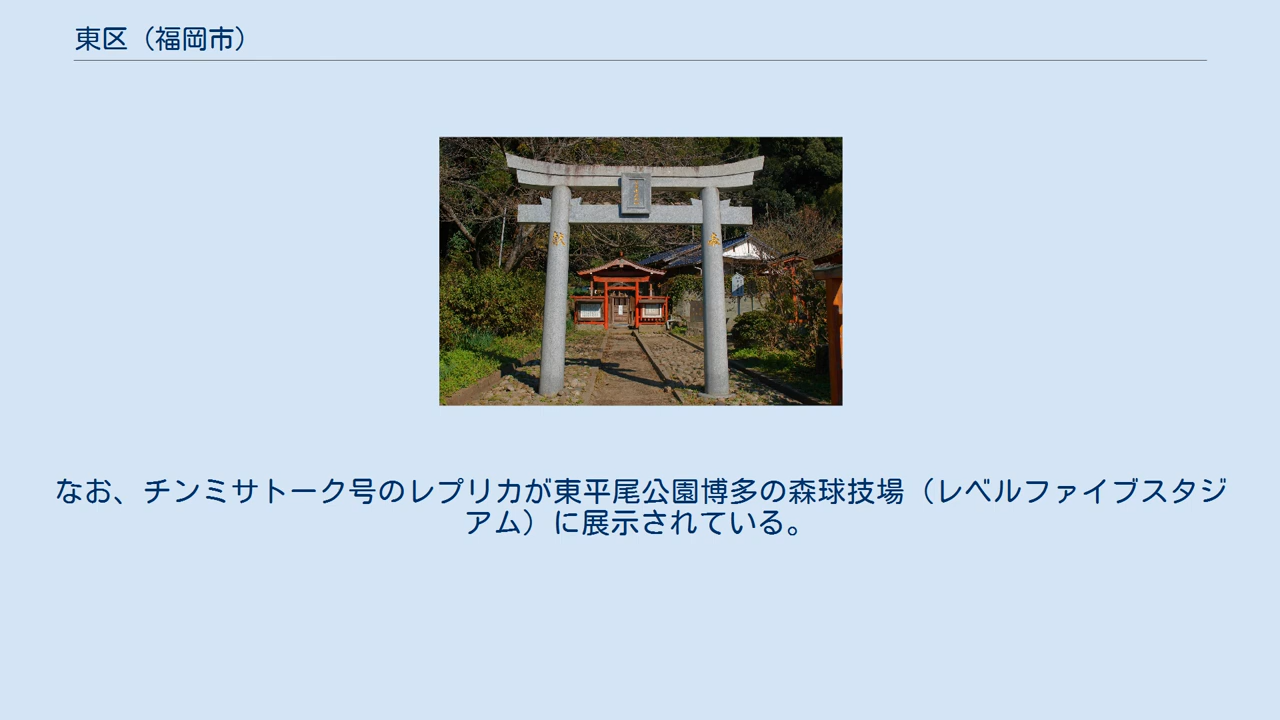 東区（福岡市）
なお、チンミサトーク号のレプリカが東平尾公園博多の森球技場（レベルファイブスタジ
アム）に展示されている。